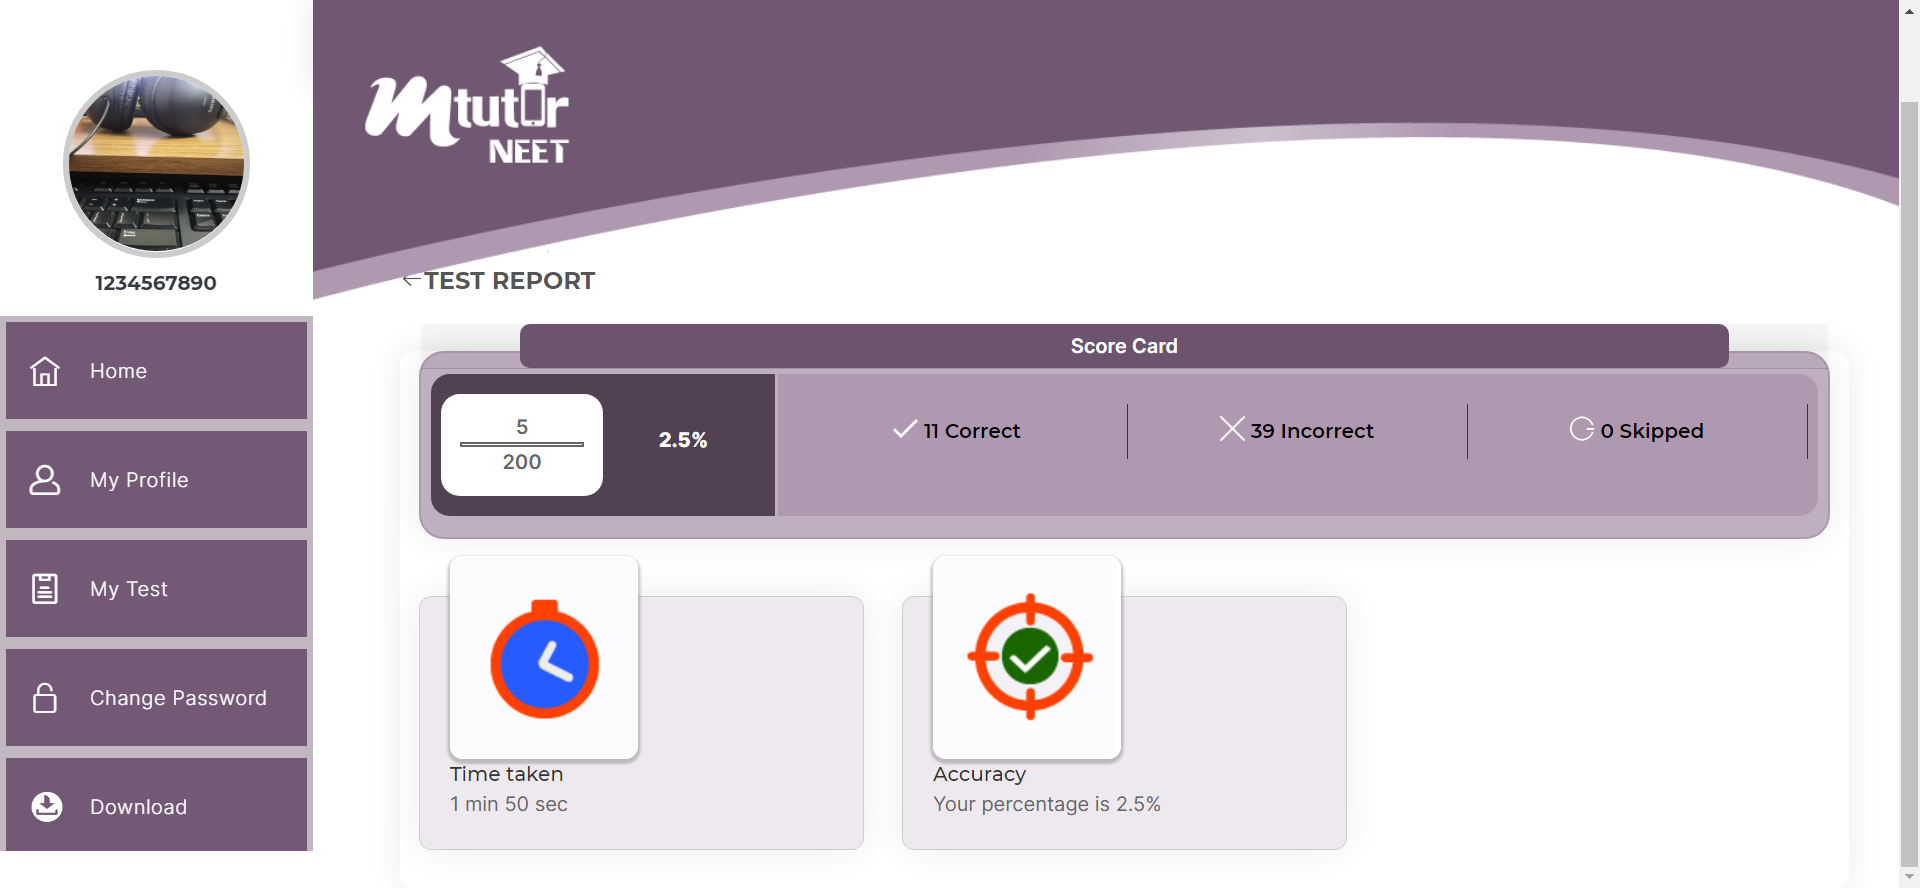 Mtutor
NEET
1234567890
Home
My Profile
My Test
Change Password
Download
TEST REPORT
Score Card
5
200
2.5%
11 Correct
39 Incorrect
0 Skipped
Time taken
1 min 50 sec
Accuracy
Your percentage is 2.5%